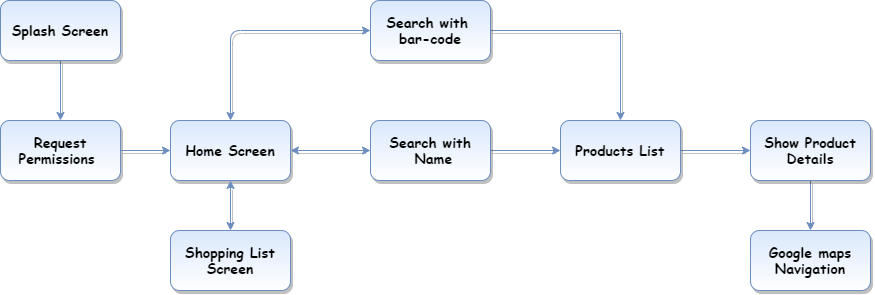 Splash Screen
Search with
bar-code
Request
Permissions
Home Screen
Search with
Name
Products List
Show Product
Details
Shopping List
Screen
Google maps
Navigation